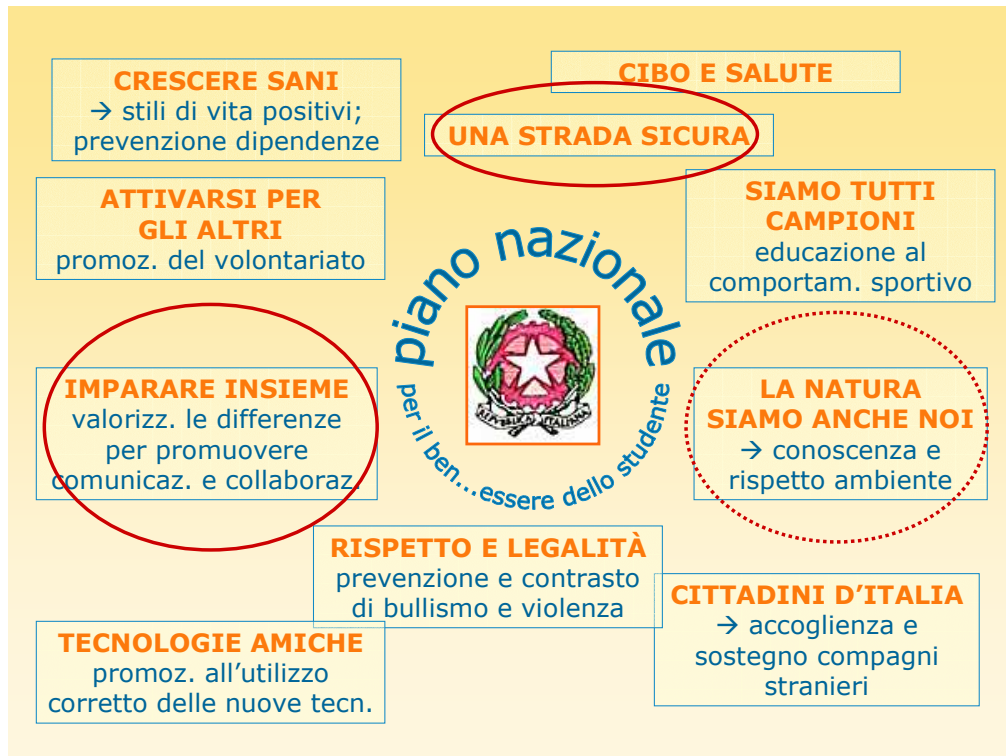 CRESCERE SANI
→ stili di vita positivi;
prevenzione dipendenze
CIBO E SALUTE
UNA STRADA SICURA
ATTIVARSI PER
GLI ALTRI
promoz. del volontariato
SIAMO TUTTI
CAMPIONI
educazione al
comportam. sportivo
piano nazionale
per il ben...essere dello studente
IMPARARE INSIEME
valorizz. le differenze
per promuovere
comunicaz. e collaboraz.
LA NATURA
SIAMO ANCHE NOI
→ conoscenza e
rispetto ambiente
RISPETTO E LEGALITÀ
prevenzione e contrasto
di bullismo e violenza
CITTADINI D’ITALIA
→ accoglienza e
sostegno compagni
stranieri
TECNOLOGIE AMICHE
promoz. all’utilizzo
corretto delle nuove tecn.